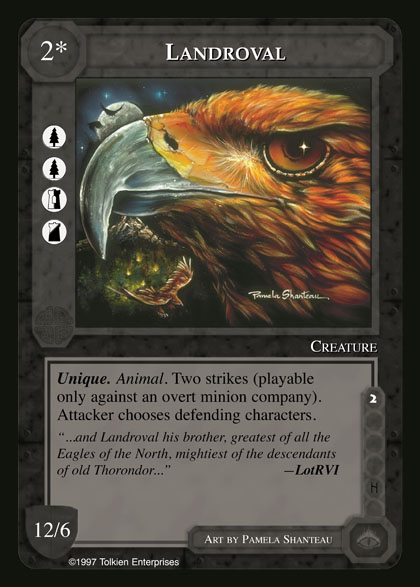 2*
LANDROVAL
Pamela Shanteau
CREATURE
Unique. Animal. Two strikes (playable
only against an overt minion company).
Attacker chooses defending characters.
2
“...and Landroval his brother, greatest of all the
Eagles of the North, mightiest of the descendants
of old Thorondor...” —LotRVI
H
12/6
ART BY PAMELA SHANTEAU
©1997 Tolkien Enterprises